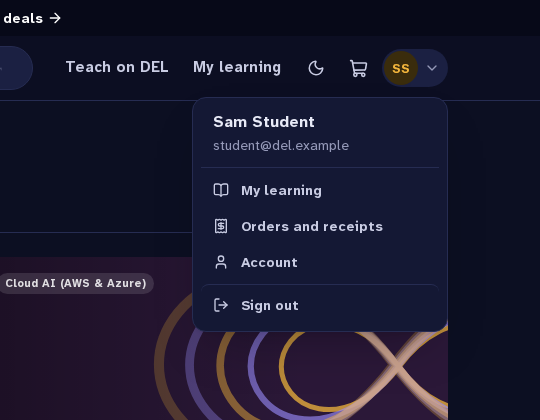 deals →
Teach on DEL
My learning
SS
Sam Student
student@del.example
My learning
Orders and receipts
Account
Sign out
Cloud AI (AWS & Azure)